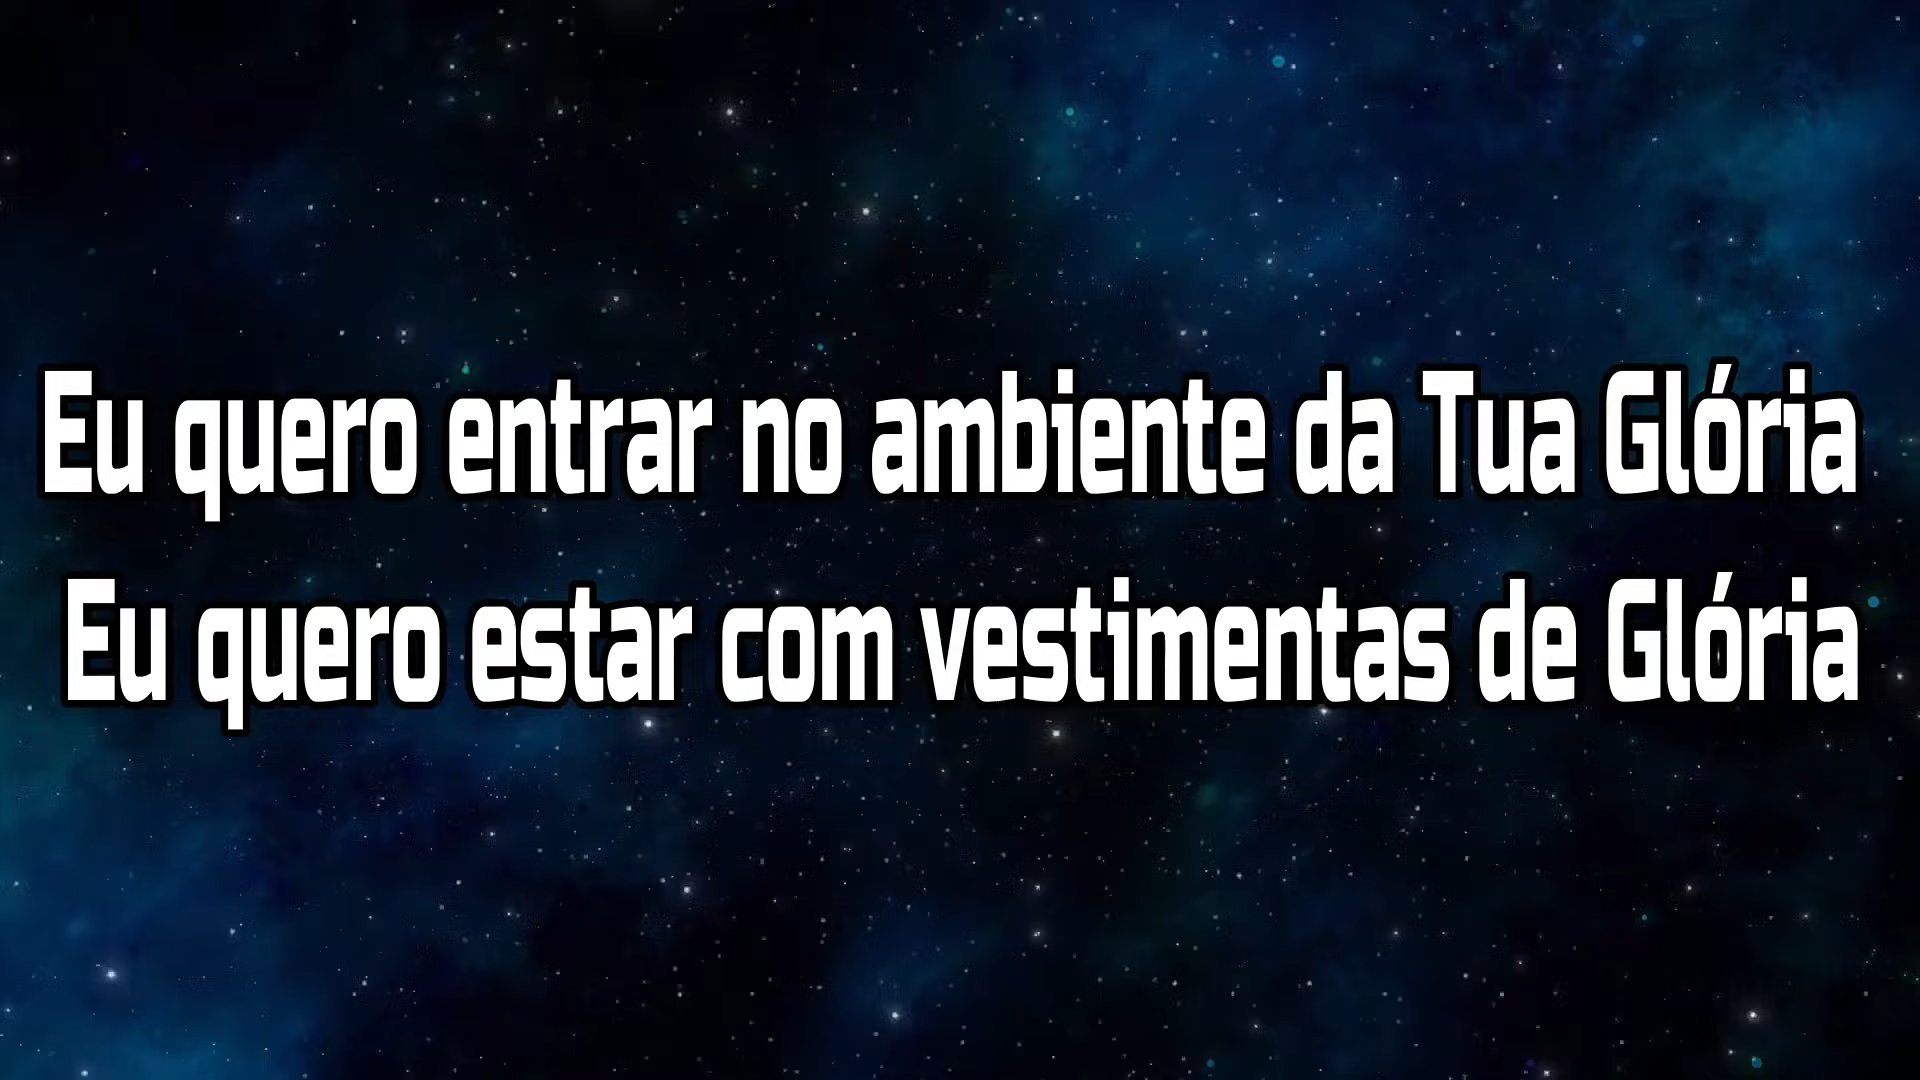 Eu quero entrar no ambiente da Tua Glória
Eu quero estar com vestimentas de Glória